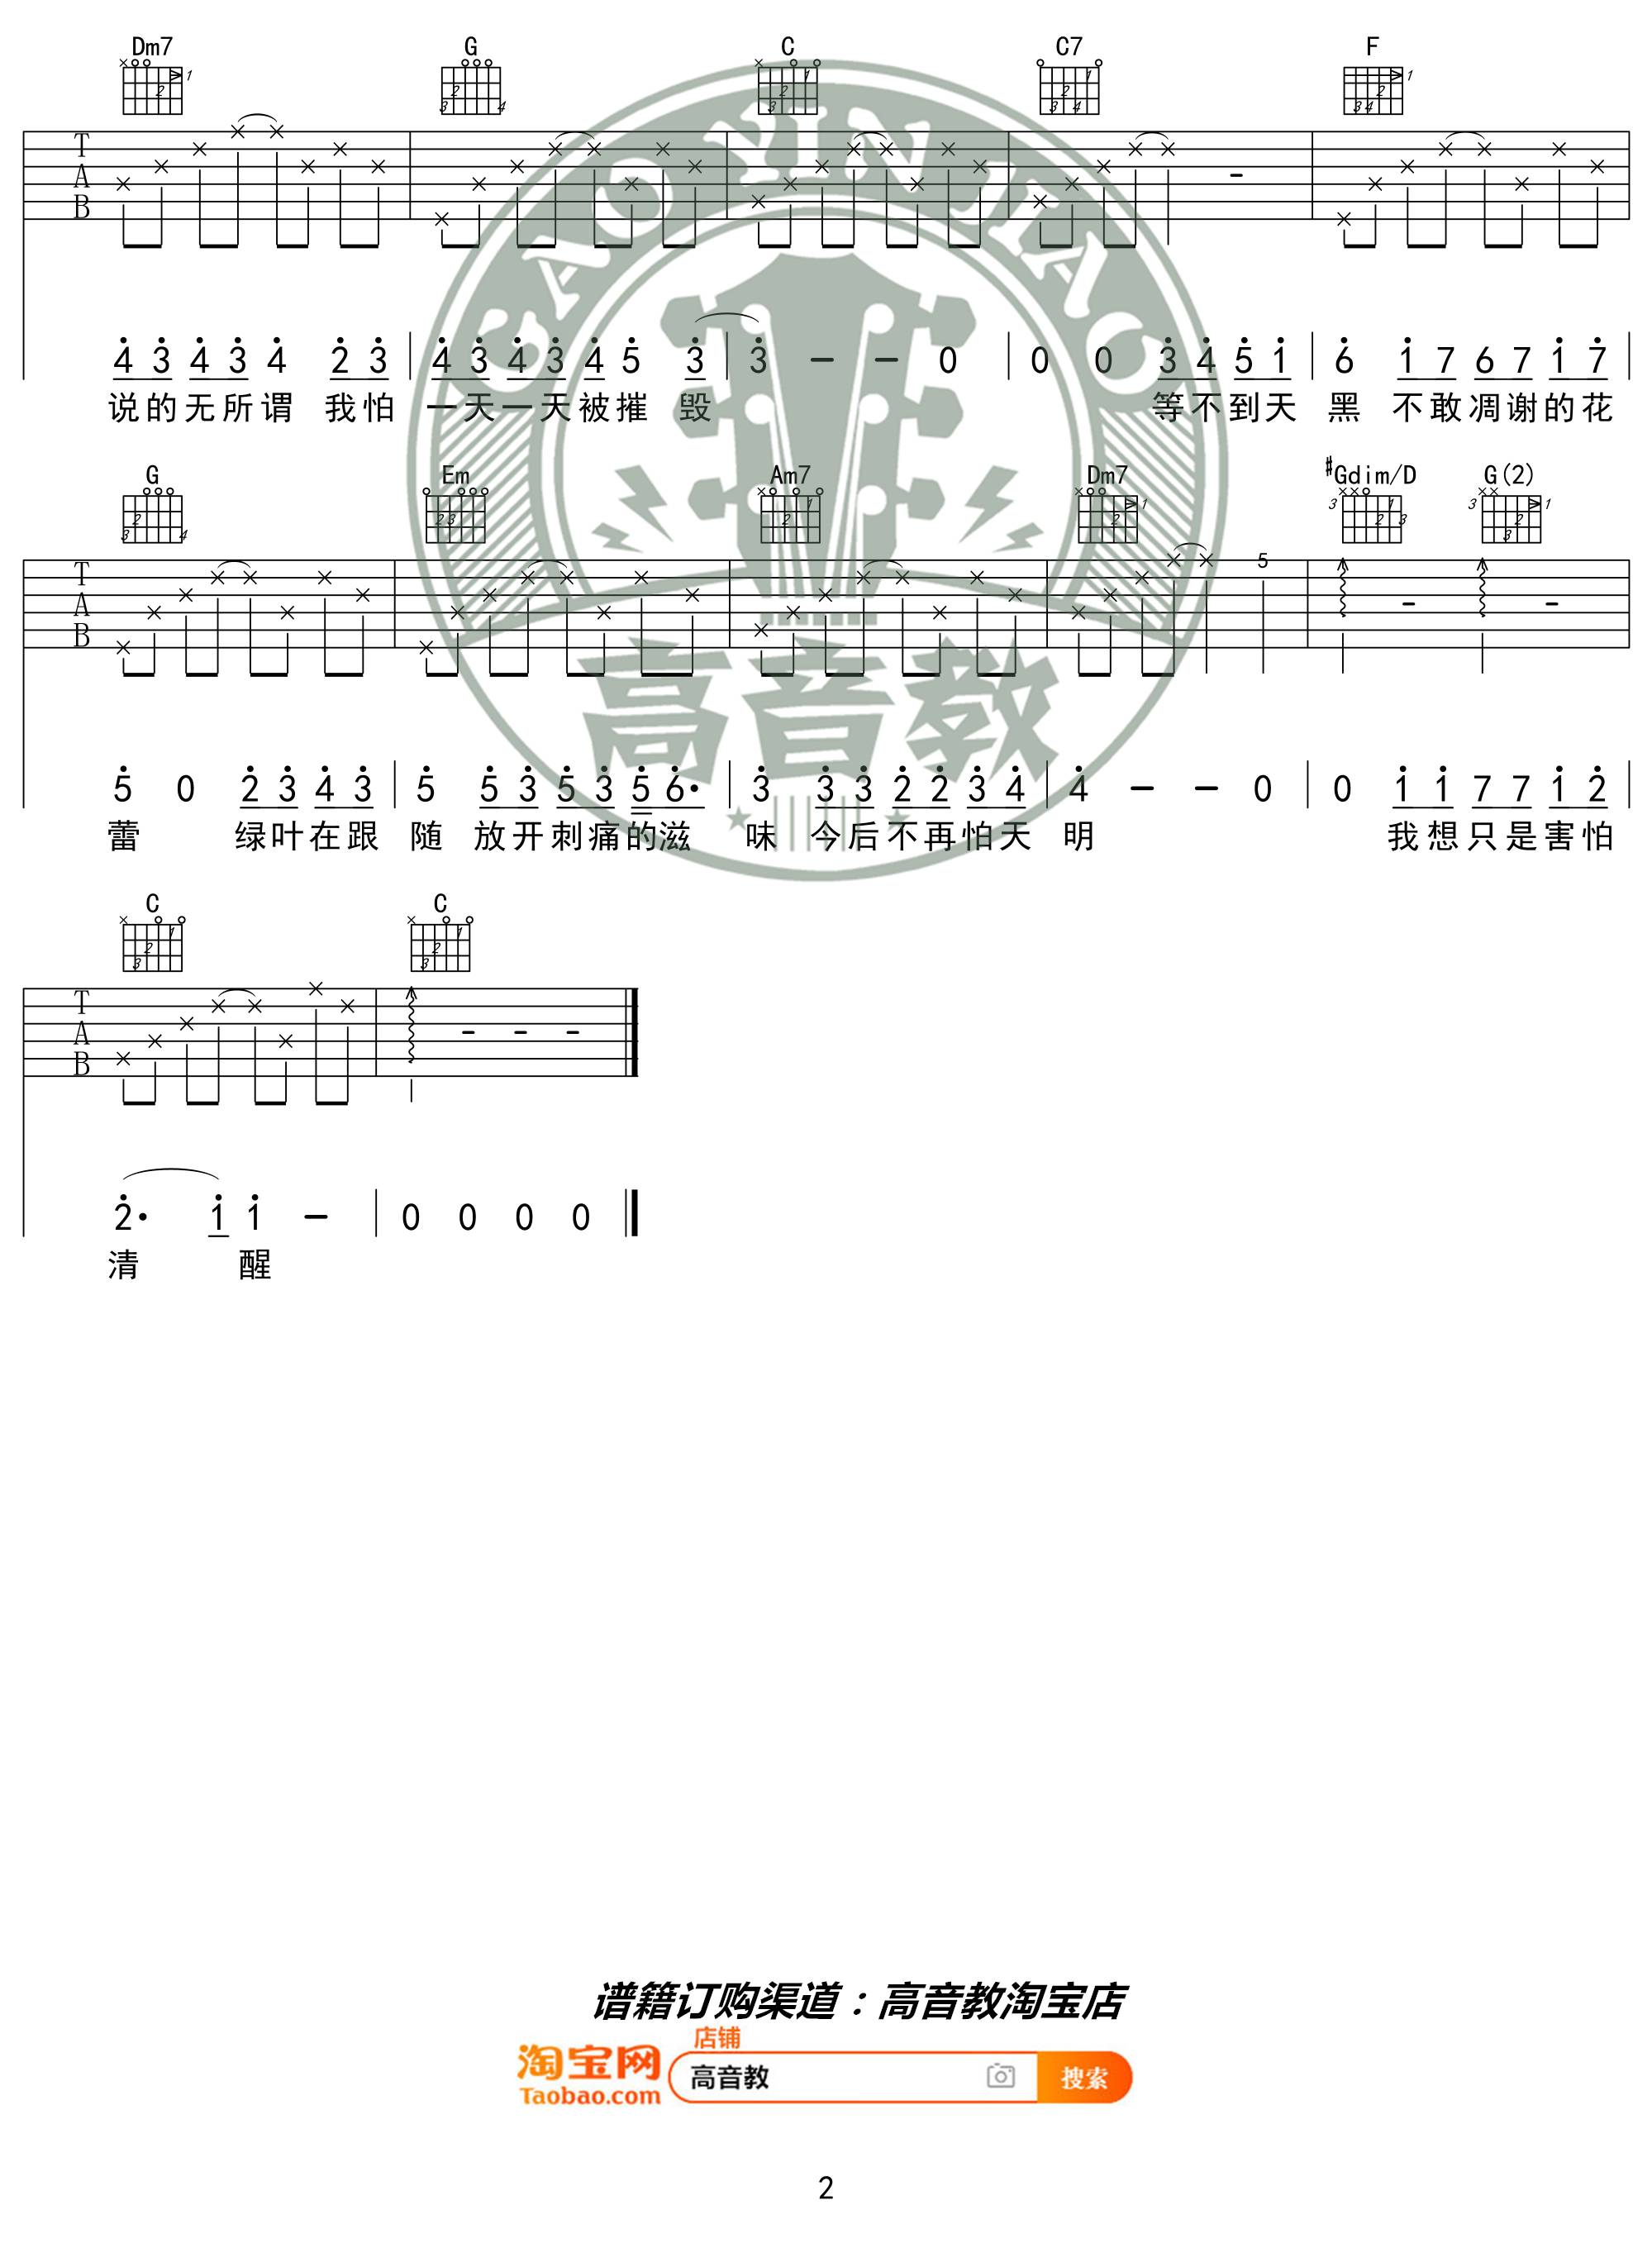 Dm7 G C C7 F
T A B
4 3 4 3 4 2 3 | 4 3 4 3 4 5 3 | 3 - - 0 | 0 0 3 4 5 1 | 6 1 7 6 7 1 7 |
说的无所谓 我怕 一天一天被摧 毁 等不到天 黑 不敢凋谢的花
G Em Am7 Dm7 #Gdim/D G(2)
T A B 5
5 0 2 3 4 3 | 5 5 3 5 3 5 6· | 3 3 3 2 2 3 4 | 4 - - 0 | 0 1 1 7 7 1 2 |
蕾 绿叶在跟 随 放开刺痛的滋 味 今后不再怕天 明 我想只是害怕
C C
T A B
2· 1 1 - | 0 0 0 0
清 醒
GAO YIN JIAO
高音教
谱籍订购渠道：高音教淘宝店
店铺
淘宝网 高音教 搜索
Taobao.com
2